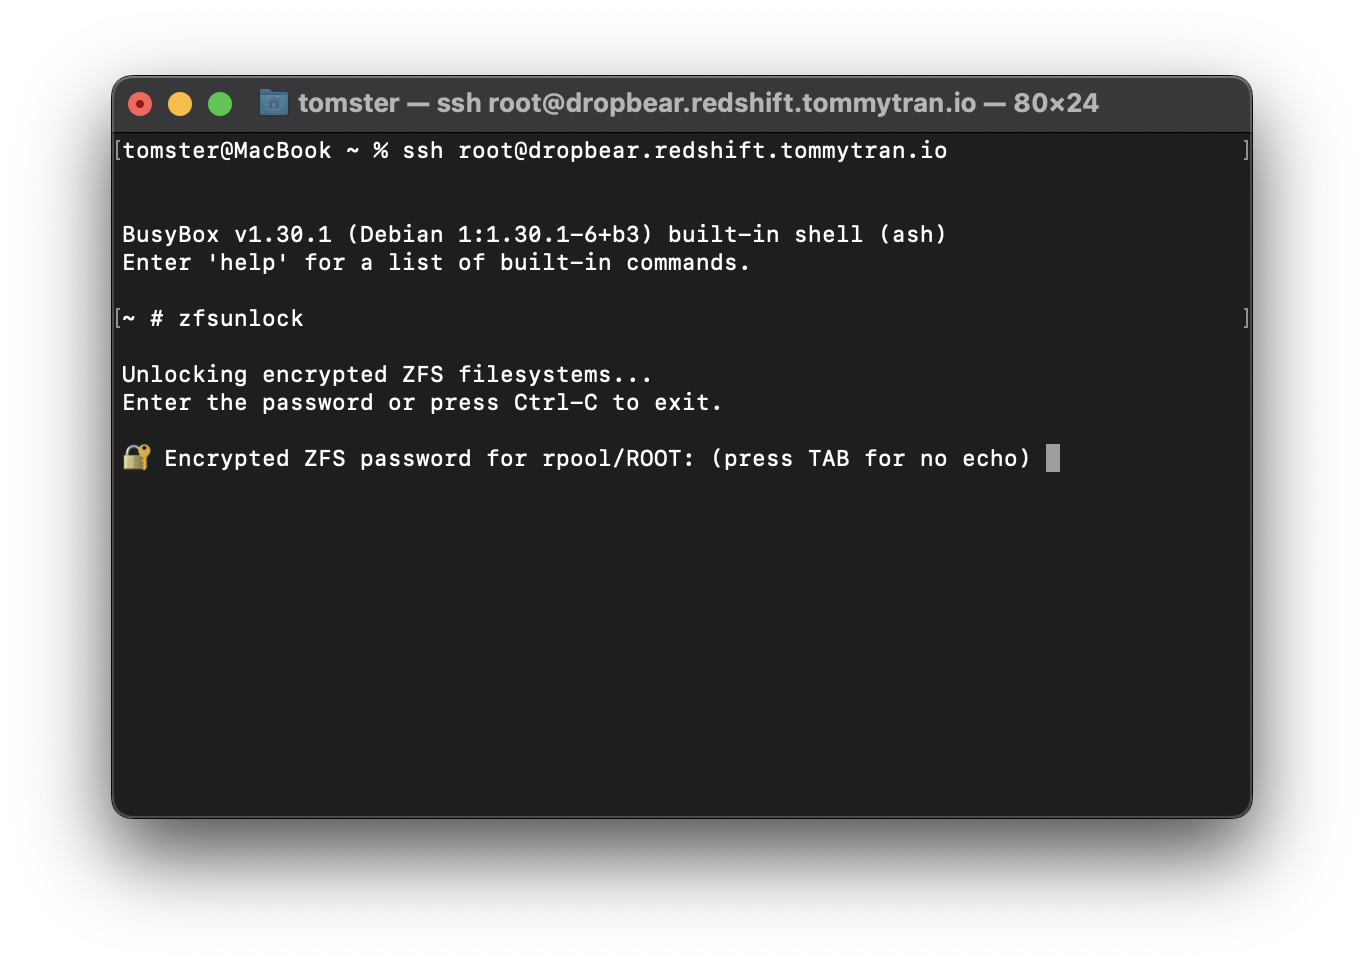 tomster — ssh root@dropbear.redshift.tommytran.io — 80×24
[tomster@MacBook ~ % ssh root@dropbear.redshift.tommytran.io ]
BusyBox v1.30.1 (Debian 1:1.30.1-6+b3) built-in shell (ash)
Enter 'help' for a list of built-in commands.
[~ # zfsunlock ]
Unlocking encrypted ZFS filesystems...
Enter the password or press Ctrl-C to exit.
🔐 Encrypted ZFS password for rpool/ROOT: (press TAB for no echo)